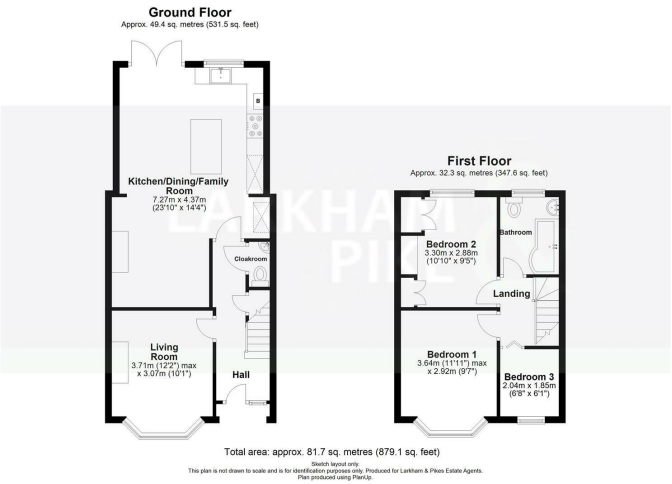 Ground Floor
Approx. 49.4 sq. metres (531.5 sq. feet)
Kitchen/Dining/Family
Room
7.27m x 4.37m
(23'10" x 14'4")
Cloakroom
Living
Room
3.71m (12'2") max
x 3.07m (10'1")
Hall
First Floor
Approx. 32.3 sq. metres (347.6 sq. feet)
Bedroom 2
3.30m x 2.88m
(10'10" x 9'5")
Bathroom
Landing
Bedroom 1
3.64m (11'11") max
x 2.92m (9'7")
Bedroom 3
2.04m x 1.85m
(6'8" x 6'1")
LARKHAM
PIKE
Total area: approx. 81.7 sq. metres (879.1 sq. feet)
Sketch layout only.
This plan is not drawn to scale and is for identification purposes only. Produced for Larkham & Pikes Estate Agents.
Plan produced using PlanUp.